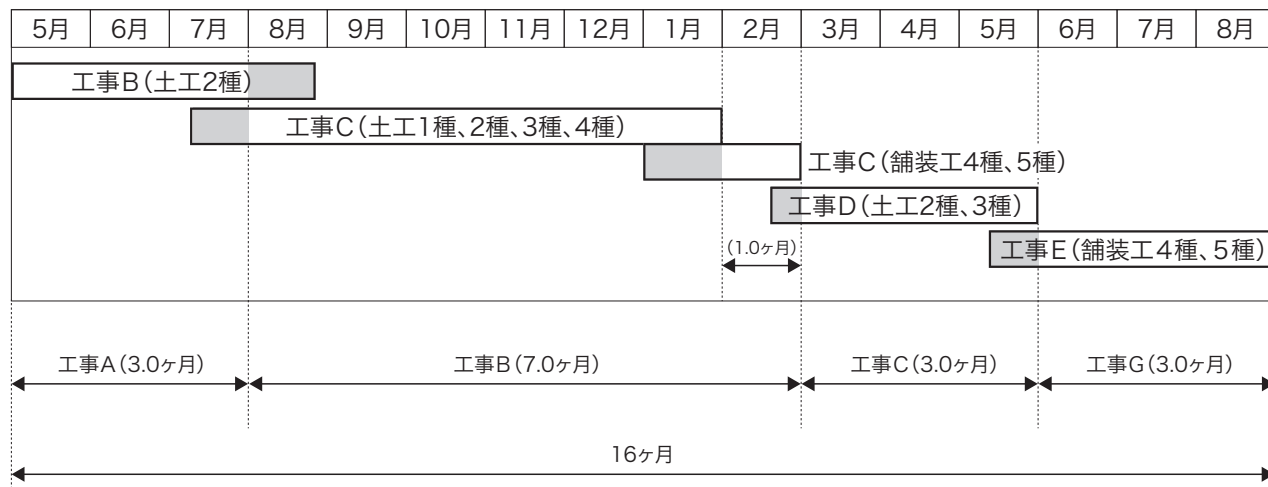 5月 6月 7月 8月 9月 10月 11月 12月 1月 2月 3月 4月 5月 6月 7月 8月
工事B（土工2種）
工事C（土工1種、2種、3種、4種）
工事C（舗装工4種、5種）
工事D（土工2種、3種）
（1.0ヶ月）
工事E（舗装工4種、5種）
工事A（3.0ヶ月） 工事B（7.0ヶ月） 工事C（3.0ヶ月） 工事G（3.0ヶ月）
16ヶ月